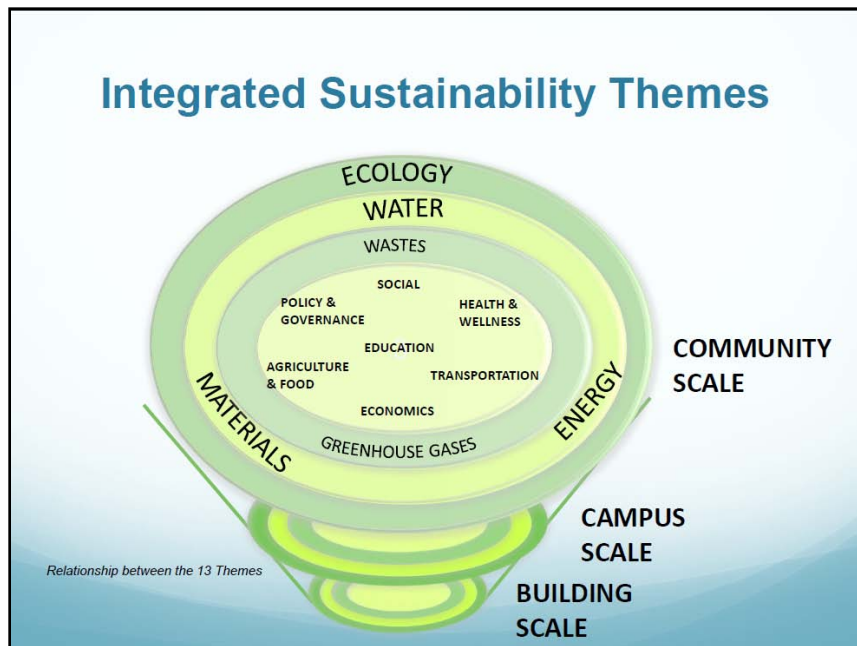 Integrated Sustainability Themes
ECOLOGY
WATER
WASTES
SOCIAL
POLICY &
GOVERNANCE
HEALTH &
WELLNESS
EDUCATION
AGRICULTURE
& FOOD
TRANSPORTATION
ECONOMICS
GREENHOUSE GASES
MATERIALS
ENERGY
COMMUNITY
SCALE
CAMPUS
SCALE
BUILDING
SCALE
Relationship between the 13 Themes